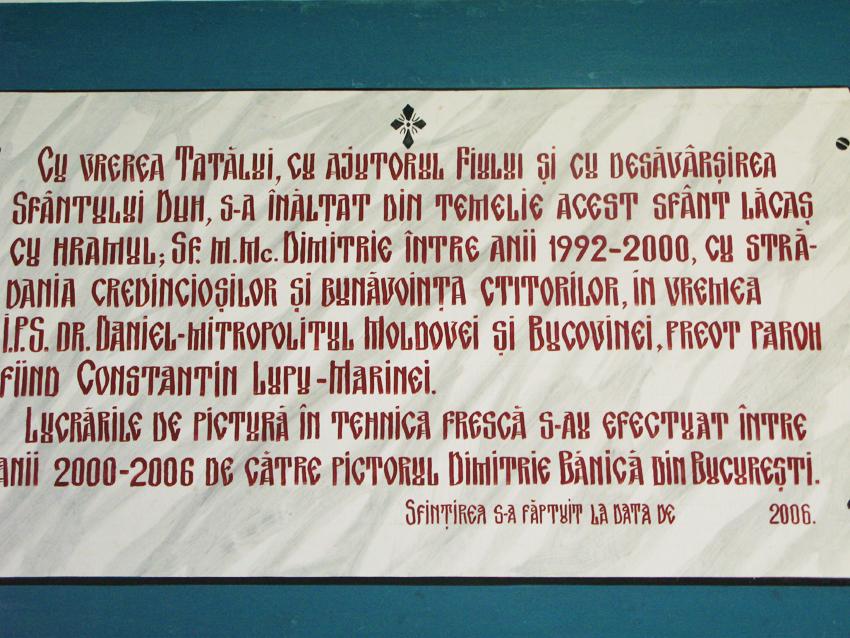 Cu vrerea Tatălui, cu ajutorul Fiului și cu desăvârșirea
Sfântului Duh, s-a înălțat din temelie acest sfânt lăcaș
cu hramul; Sf. M.Mc. Dimitrie între anii 1992-2000, cu stră-
dania credincioșilor și bunăvoința ctitorilor, în vremea
Î.P.S. dr. Daniel-mitropolitul Moldovei și Bucovinei, preot paroh
fiind Constantin Lupu-Marinei.
Lucrările de pictură în tehnica frescă s-au efectuat între
anii 2000-2006 de către pictorul Dimitrie Bănică din București.
Sfințirea s-a făptuit la data de 2006.